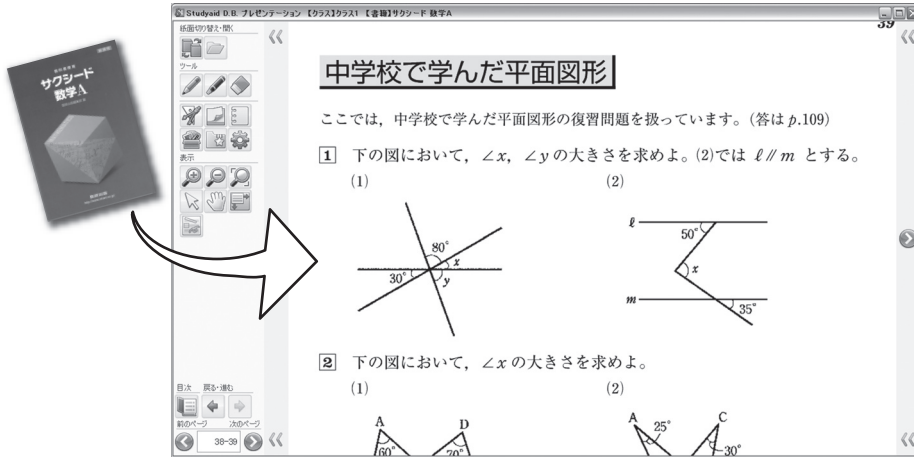 Studyaid D.B. プレゼンテーション 【クラス】クラス1 【書籍】サクシード 数学A
紙面切り替え・開く
ツール
表示
目次 戻る・進む
前のページ 次のページ
38-39
サクシード
数学A
39
中学校で学んだ平面図形
ここでは，中学校で学んだ平面図形の復習問題を扱っています。(答は p.109)
1 下の図において，∠x，∠y の大きさを求めよ。(2)では ℓ // m とする。
(1) (2)
80°
x
30°
y
ℓ
50°
x
m
35°
2 下の図において，∠x の大きさを求めよ。
(1) (2)
A D
60° 70°
A C
25°
30°